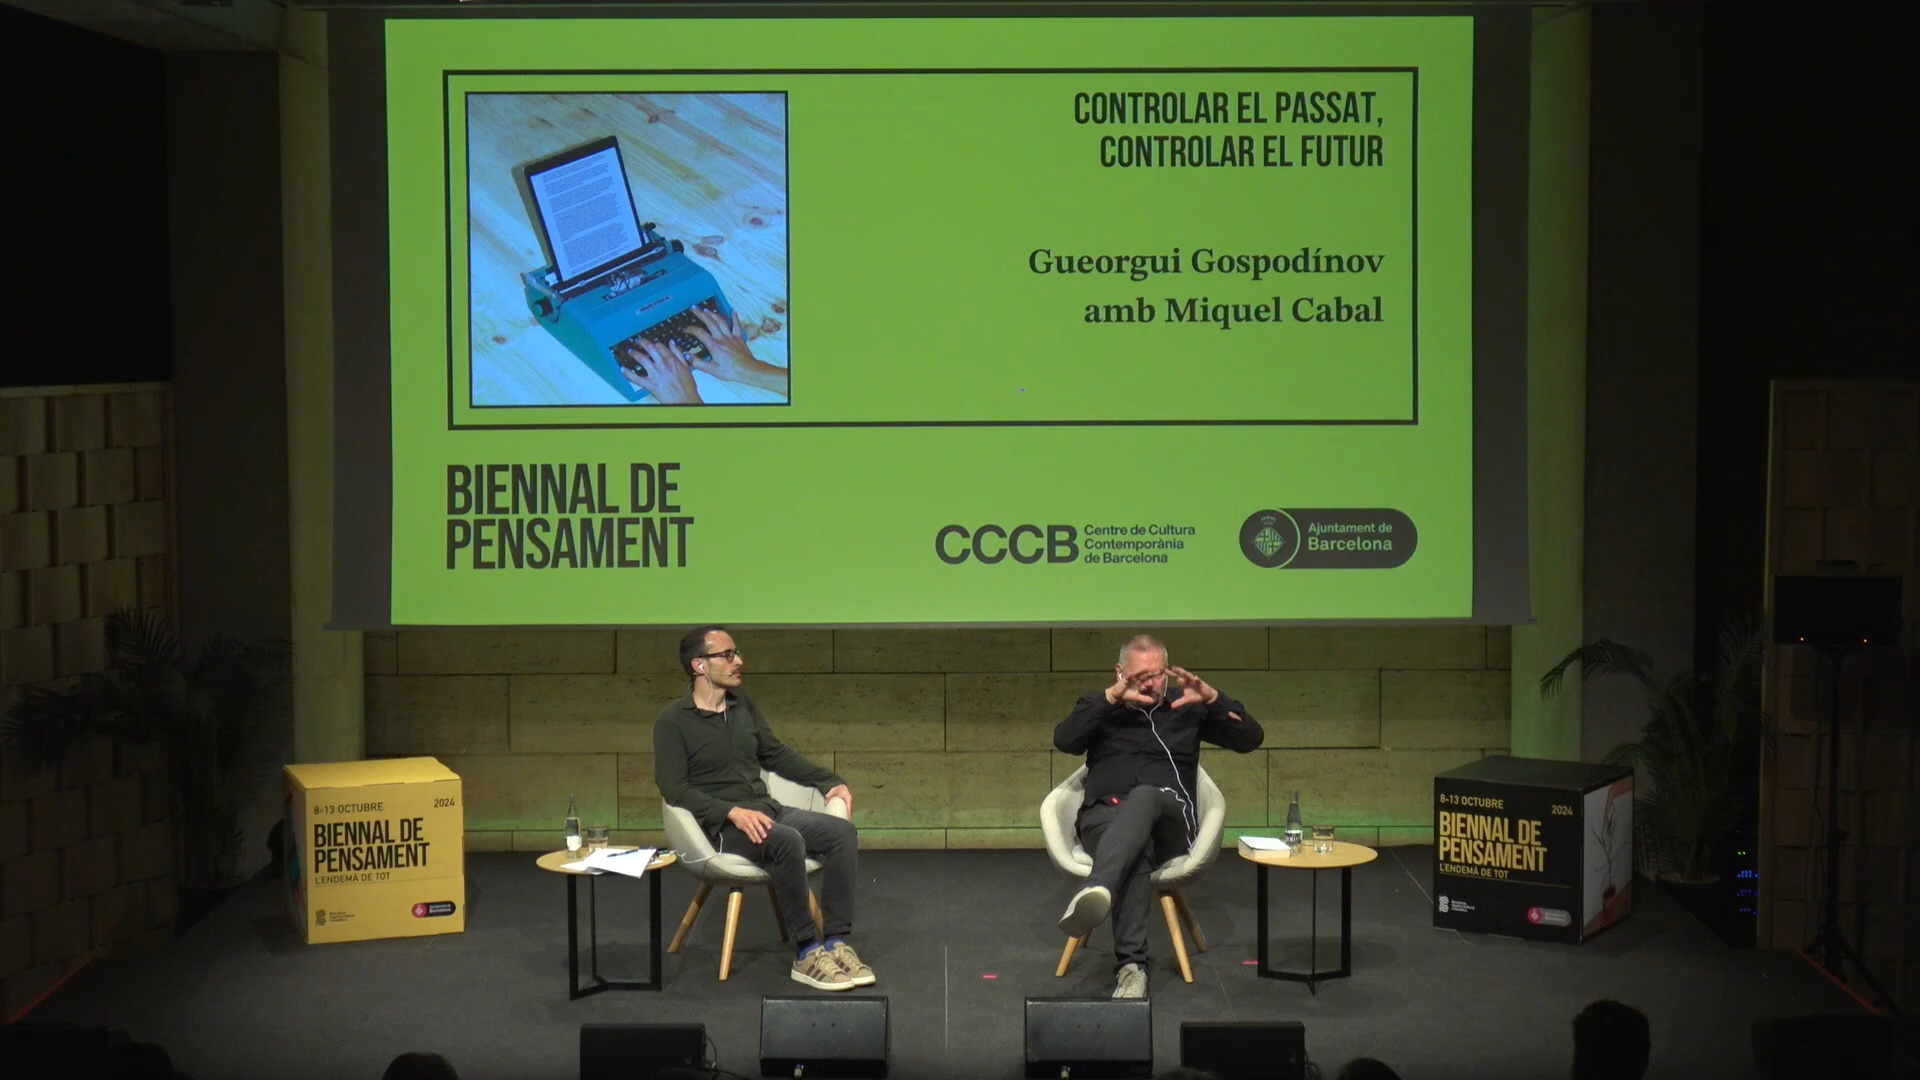 CONTROLAR EL PASSAT,
CONTROLAR EL FUTUR
Gueorgui Gospodínov
amb Miquel Cabal
BIENNAL DE
PENSAMENT
CCCB
Centre de Cultura
Contemporània
de Barcelona
Ajuntament de
Barcelona
8-13 OCTUBRE
2024
BIENNAL DE
PENSAMENT
L'ENDEMÀ DE TOT
8-13 OCTUBRE
2024
BIENNAL DE
PENSAMENT
L'ENDEMÀ DE TOT